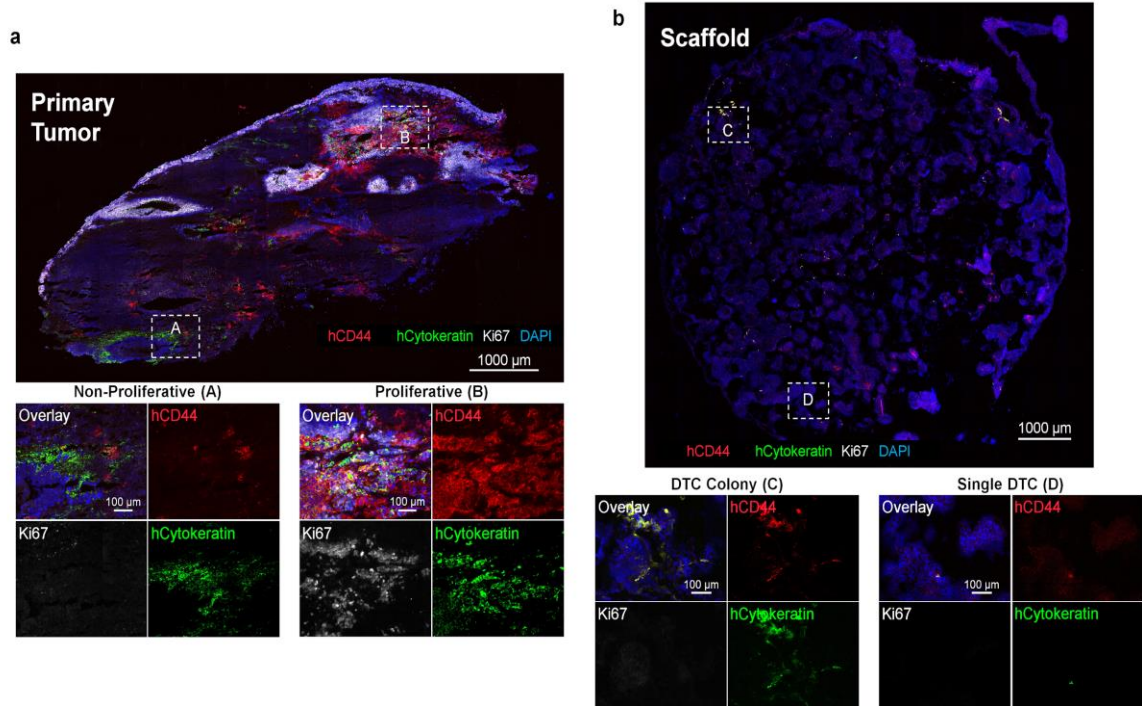 a
Primary
Tumor
B
A
hCD44 hCytokeratin Ki67 DAPI
1000 µm
Non-Proliferative (A)
Overlay hCD44
100 µm
Ki67 hCytokeratin
Proliferative (B)
Overlay hCD44
100 µm
Ki67 hCytokeratin
b
Scaffold
C
D
hCD44 hCytokeratin Ki67 DAPI
1000 µm
DTC Colony (C)
Overlay hCD44
100 µm
Ki67 hCytokeratin
Single DTC (D)
Overlay hCD44
100 µm
Ki67 hCytokeratin